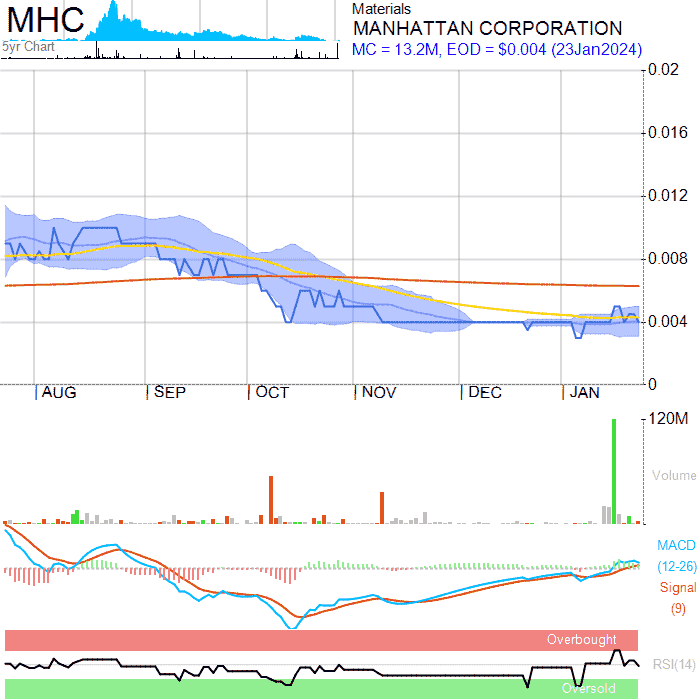 MHC
5yr Chart
Materials
MANHATTAN CORPORATION
MC = 13.2M, EOD = $0.004 (23Jan2024)
0.02
0.016
0.012
0.008
0.004
0
AUG SEP OCT NOV DEC JAN
120M
Volume
MACD
(12-26)
Signal
(9)
Overbought
RSI(14)
Oversold